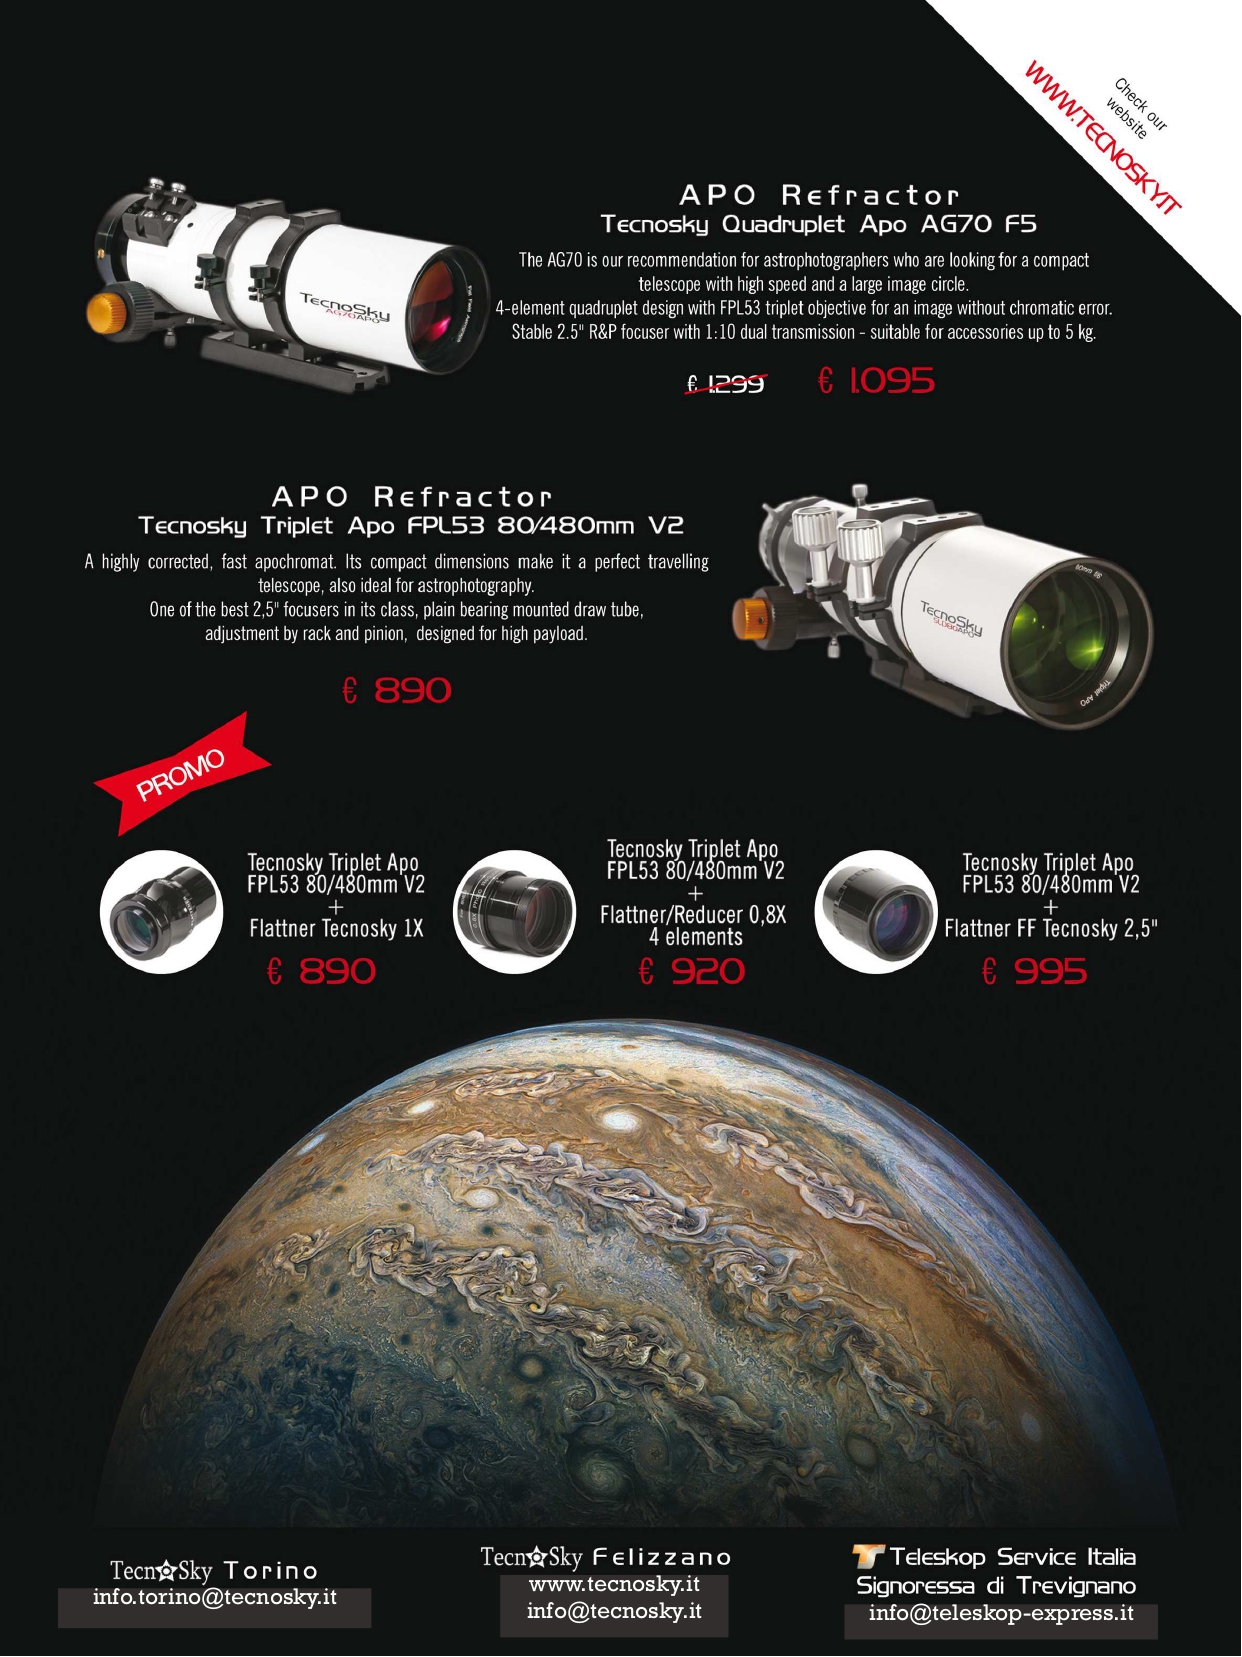 Check our
website
WWW.TECNOSKY.IT
APO Refractor
Tecnosky Quadruplet Apo AG70 F5
The AG70 is our recommendation for astrophotographers who are looking for a compact
telescope with high speed and a large image circle.
4-element quadruplet design with FPL53 triplet objective for an image without chromatic error.
Stable 2.5" R&P focuser with 1:10 dual transmission - suitable for accessories up to 5 kg.
€ 1.299 € 1.095
TecnoSky
AG70APO
APO Refractor
Tecnosky Triplet Apo FPL53 80/480mm V2
A highly corrected, fast apochromat. Its compact dimensions make it a perfect travelling
telescope, also ideal for astrophotography.
One of the best 2,5" focusers in its class, plain bearing mounted draw tube,
adjustment by rack and pinion, designed for high payload.
€ 890
80mm f/6
TecnoSky
SLD80APO
Triplet APO
PROMO
Tecnosky Triplet Apo
FPL53 80/480mm V2
+
Flattner Tecnosky 1X
€ 890
Tecnosky Triplet Apo
FPL53 80/480mm V2
+
Flattner/Reducer 0,8X
4 elements
€ 920
Tecnosky Triplet Apo
FPL53 80/480mm V2
+
Flattner FF Tecnosky 2,5"
€ 995
TecnoSky Torino
info.torino@tecnosky.it
TecnoSky Felizzano
www.tecnosky.it
info@tecnosky.it
Teleskop Service Italia
Signoressa di Trevignano
info@teleskop-express.it